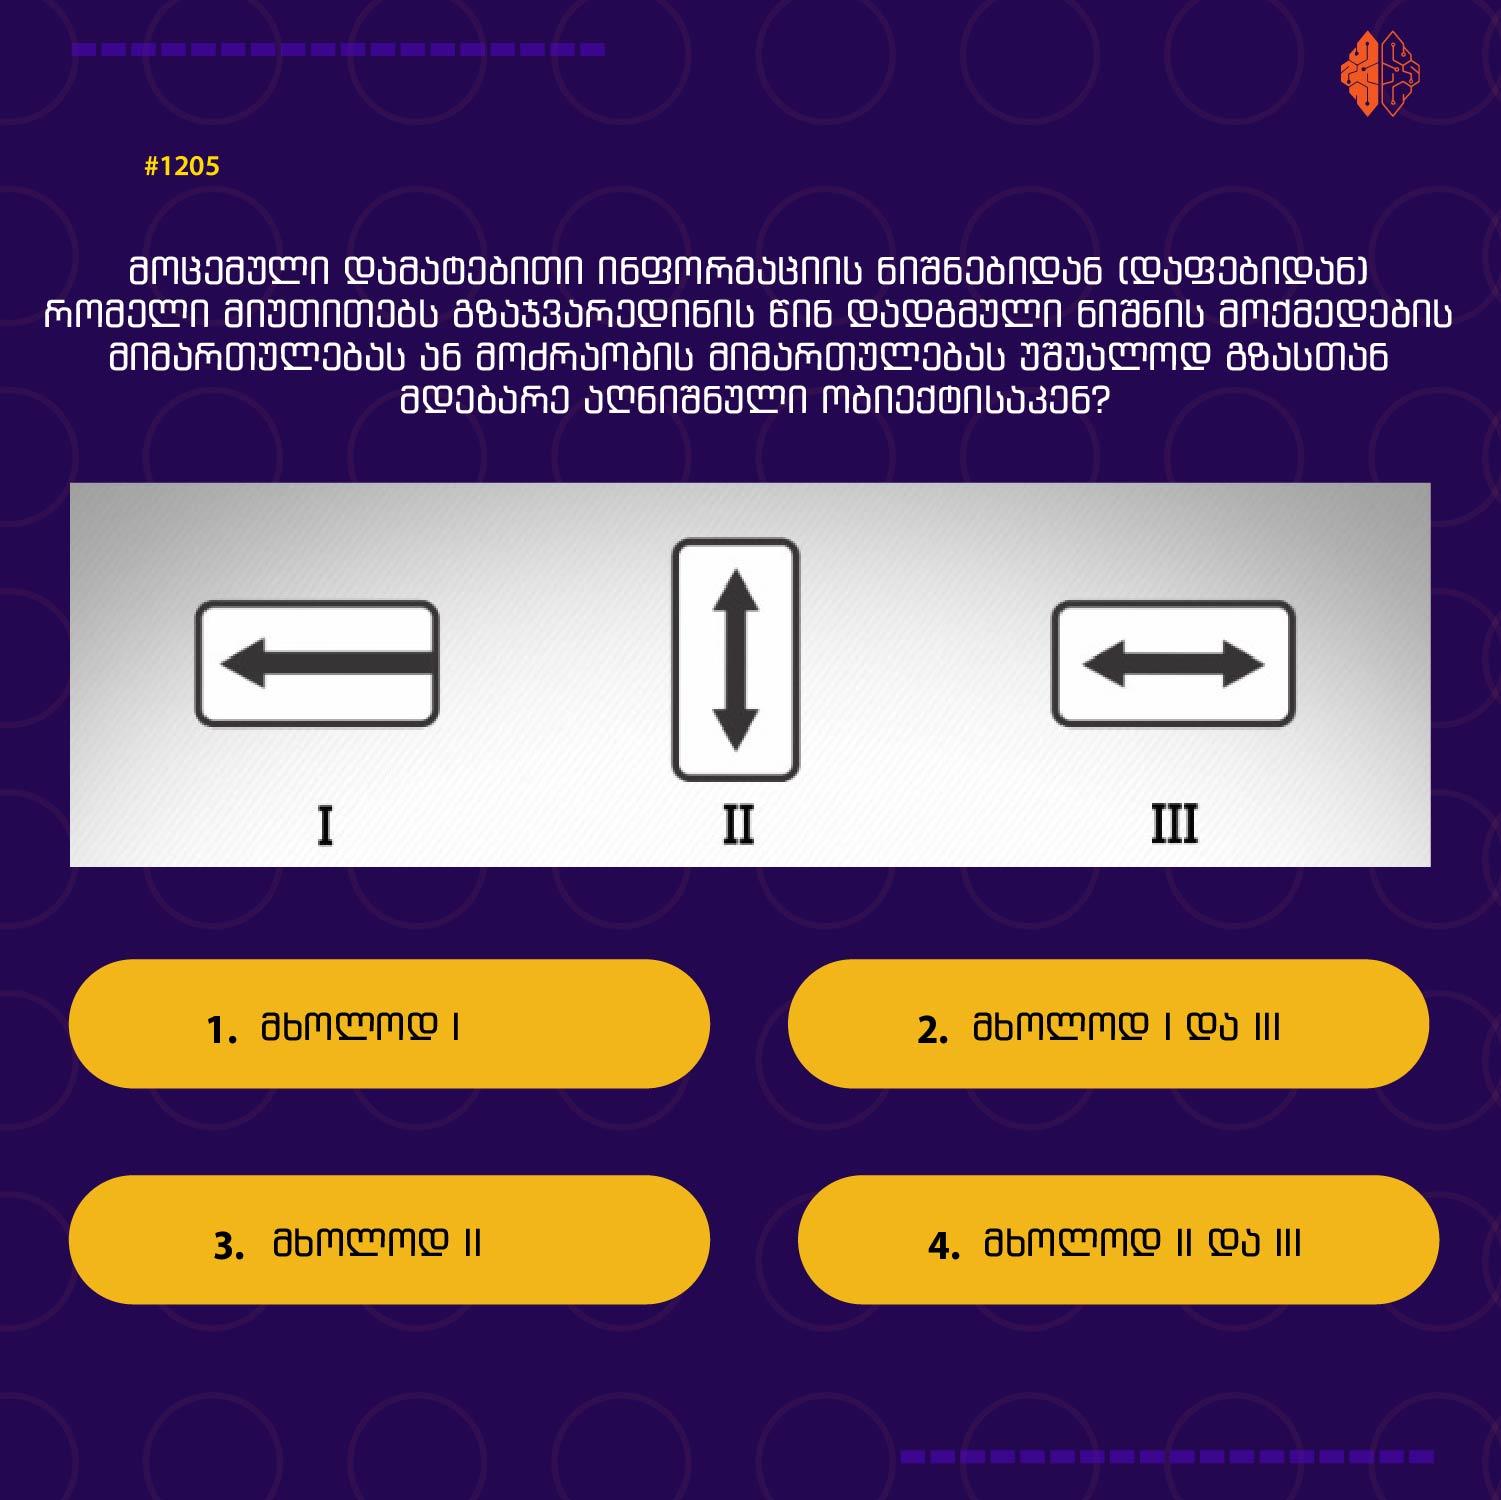 #1205
მოცემული დამატებითი ინფორმაციის ნიშნებიდან (დაფებიდან)
რომელი მიუთითებს გზაჯვარედინის წინ დადგმული ნიშნის მოქმედების
მიმართულებას ან მოძრაობის მიმართულებას უშუალოდ გზასთან
მდებარე აღნიშნული ობიექტისაკენ?
I II III
1. მხოლოდ I
2. მხოლოდ I და III
3. მხოლოდ II
4. მხოლოდ II და III